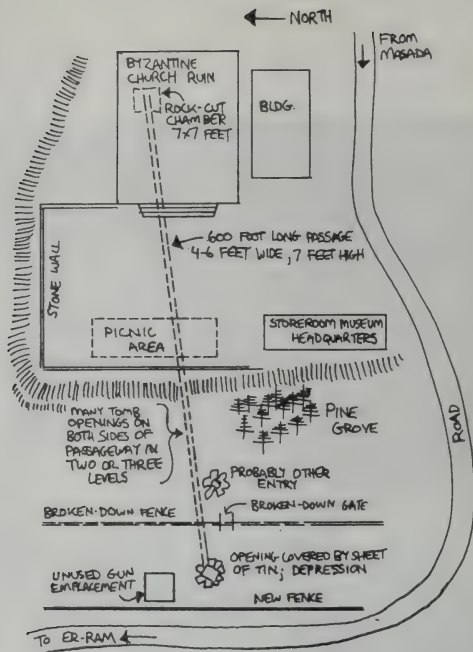 NORTH
FROM
MASADA
BYZANTINE
CHURCH RUIN
ROCK-CUT
CHAMBER
7x7 FEET
BLDG.
600 FOOT LONG PASSAGE
4-6 FEET WIDE, 7 FEET HIGH
STONE WALL
PICNIC
AREA
STOREROOM MUSEUM
HEADQUARTERS
MANY TOMB
OPENINGS ON
BOTH SIDES OF
PASSAGEWAY IN
TWO OR THREE
LEVELS
PINE
GROVE
ROAD
PROBABLY OTHER
ENTRY
BROKEN-DOWN FENCE
BROKEN-DOWN GATE
UNUSED GUN
EMPLACEMENT
OPENING COVERED BY SHEET
OF TIN; DEPRESSION
NEW FENCE
TO ER-RAM